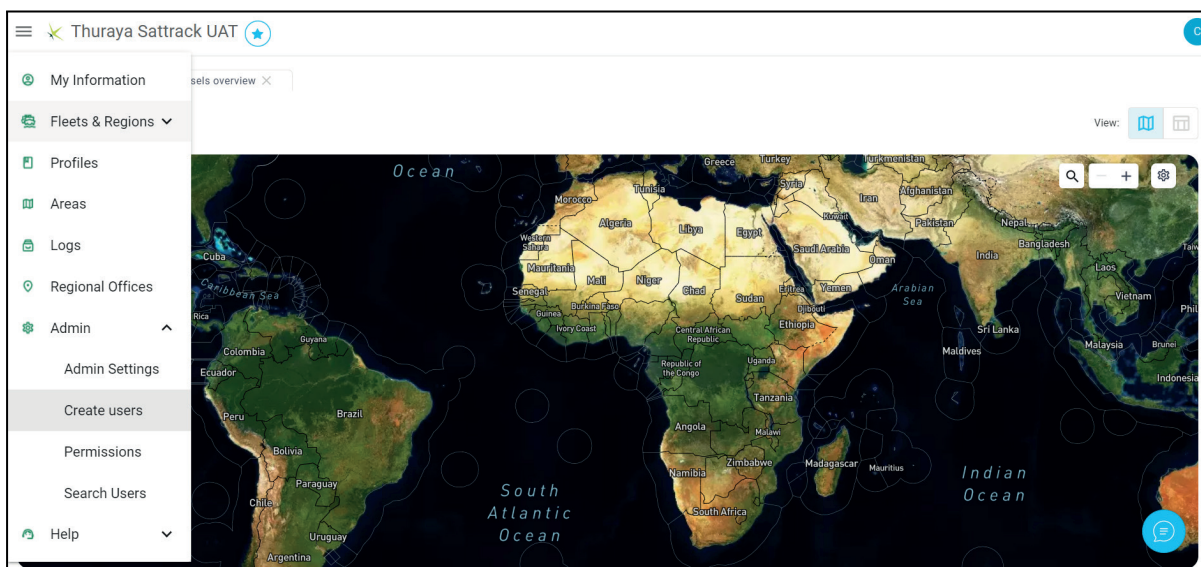 Thuraya Sattrack UAT
C
My Information
sels overview
Fleets & Regions
View:
Profiles
Areas
Logs
Regional Offices
Admin
Admin Settings
Create users
Permissions
Search Users
Help
Ocean
Greece
Turkey
Turkmenistan
Tunisia
Syria
Afghanistan
Morocco
Iran
Algeria
Libya
Egypt
Kuwait
Pakistan
Nepal
Western
Sahara
Saudi Arabia
Bangladesh
Taiw
Cuba
Oman
India
Mauritania
Mali
Niger
Laos
Caribbean Sea
Senegal
Chad
Sudan
Eritrea
Yemen
Arabian
Sea
Burkina Faso
Djibouti
Vietnam
Rica
Guinea
Phil
Ivory Coast
Central African
Republic
Ethiopia
Sri Lanka
Guyana
Colombia
Maldives
Malaysia
Brunei
Ecuador
Republic of
the Congo
Uganda
Indonesia
Tanzania
Peru
Brazil
Angola
Malawi
Bolivia
Zimbabwe
Madagascar
Mauritius
Namibia
Indian
Ocean
Paraguay
South
Atlantic
Ocean
Chile
South Africa
Uruguay
Argentina